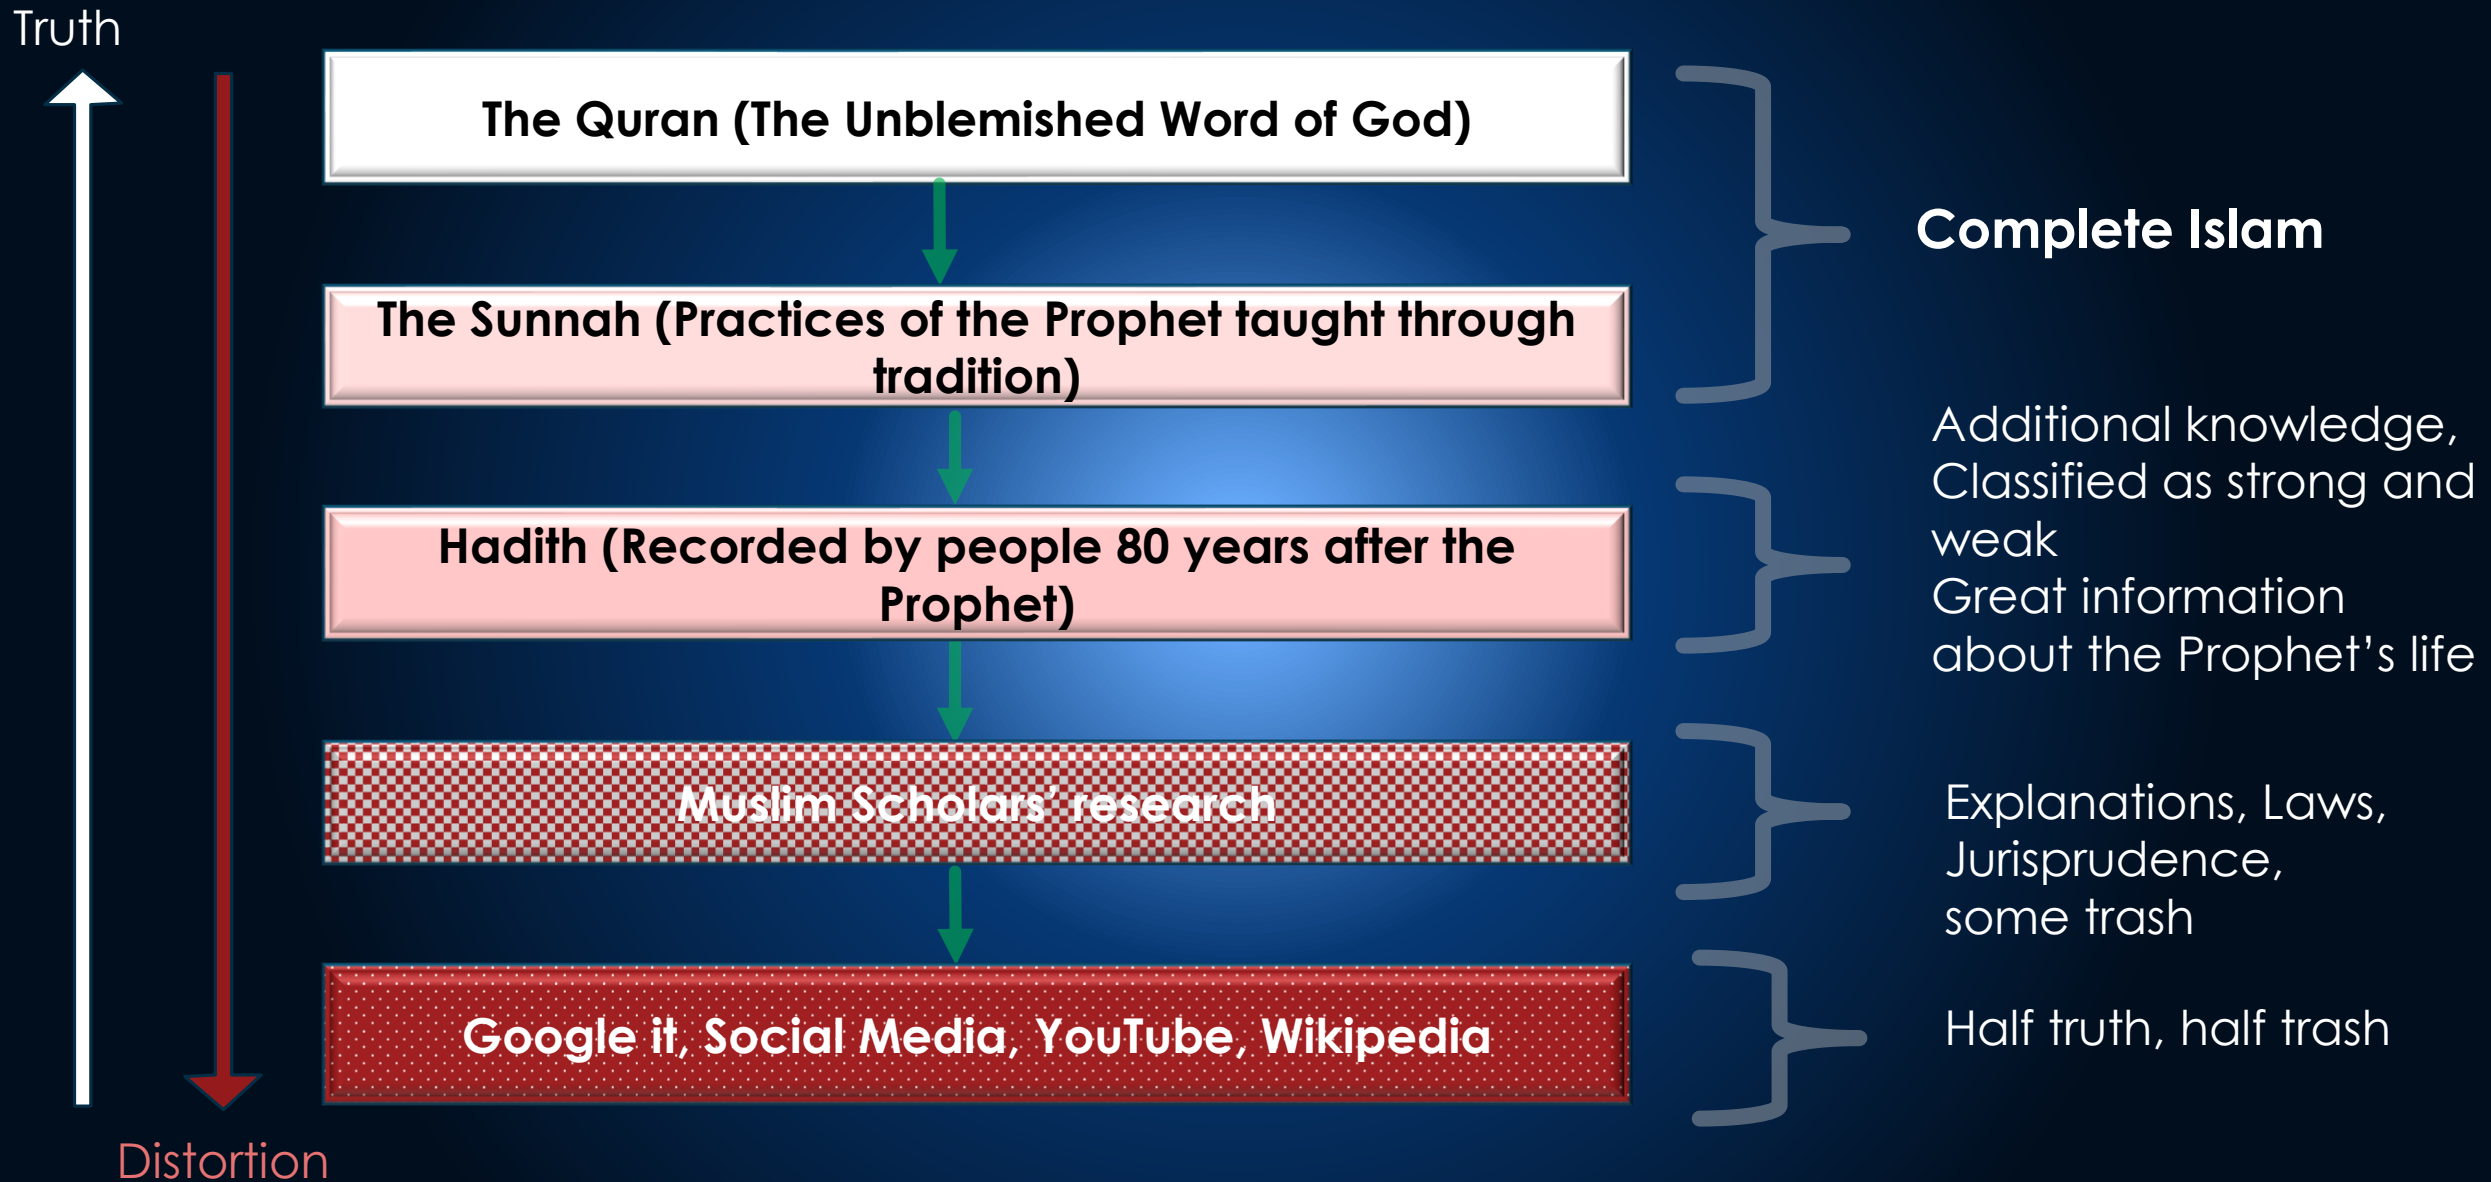 Truth
The Quran (The Unblemished Word of God)
Complete Islam
The Sunnah (Practices of the Prophet taught through
tradition)
Hadith (Recorded by people 80 years after the
Prophet)
Additional knowledge,
Classified as strong and
weak
Great information
about the Prophet’s life
Muslim Scholars’ research
Explanations, Laws,
Jurisprudence,
some trash
Google it, Social Media, YouTube, Wikipedia
Half truth, half trash
Distortion